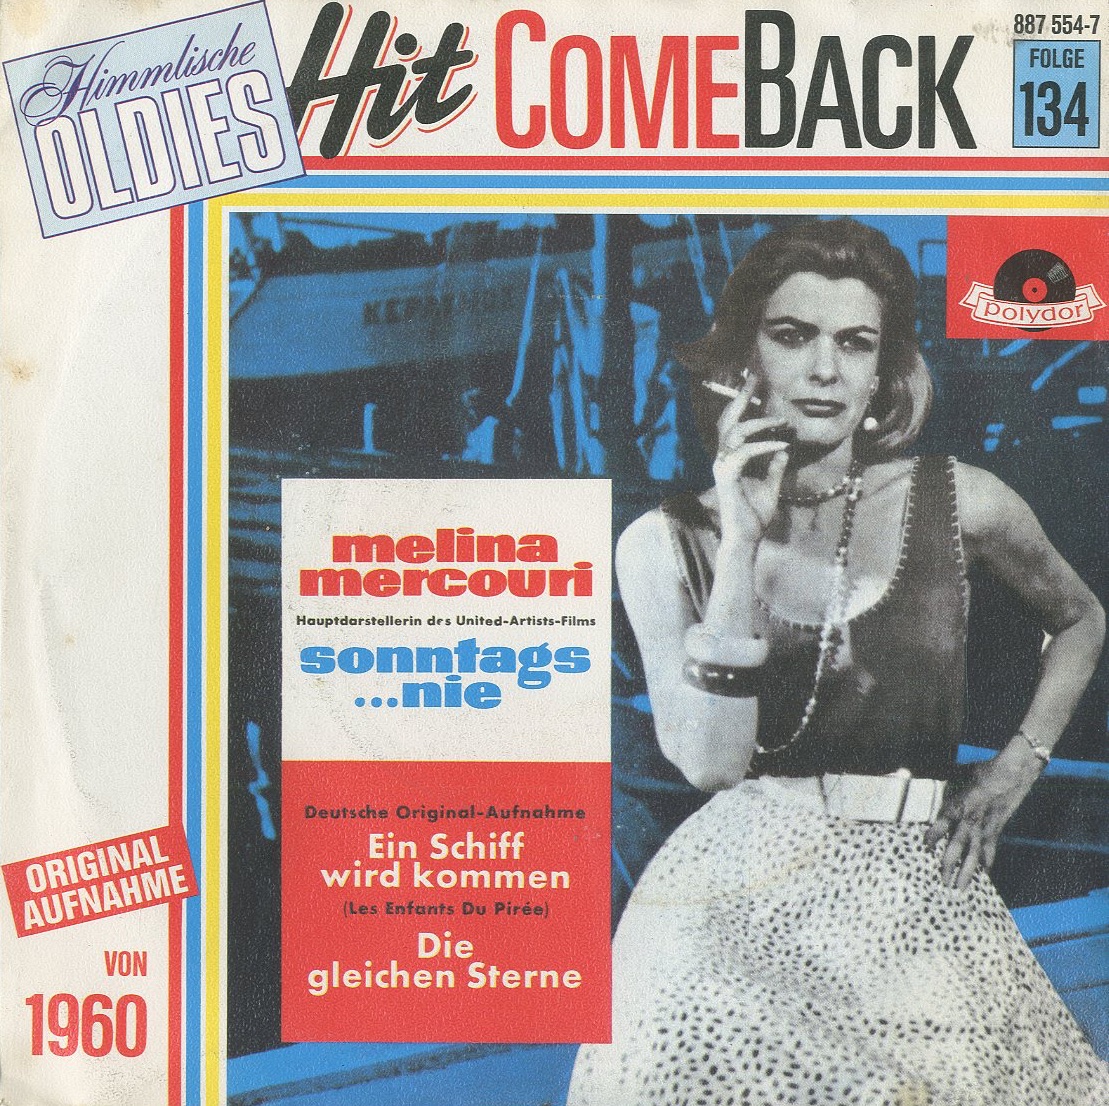 Himmlische
OLDIES
Hit COMEBACK
887 554-7
FOLGE
134
polydor
melina
mercouri
Hauptdarstellerin des United-Artists-Films
sonntags
...nie
Deutsche Original-Aufnahme
Ein Schiff
wird kommen
(Les Enfants Du Pirée)
Die
gleichen Sterne
ORIGINAL
AUFNAHME
VON
1960